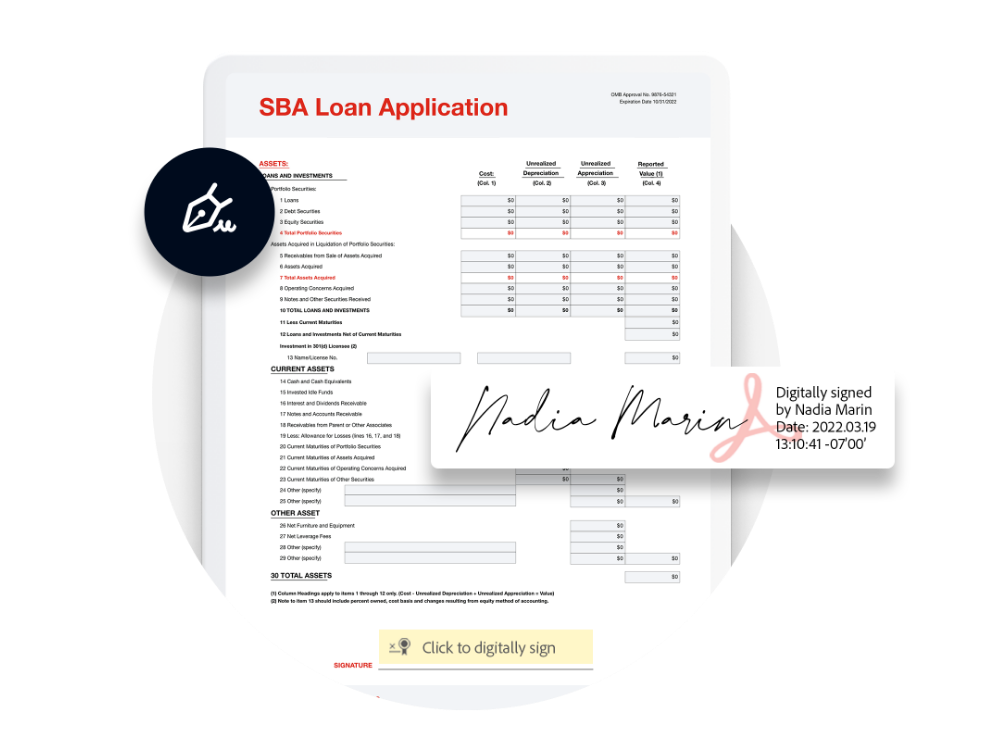 OMB Approval No. 9876-54321
Expiration Date 10/31/2022
SBA Loan Application
ASSETS:
LOANS AND INVESTMENTS
Cost:
(Col. 1)
Unrealized
Depreciation
(Col. 2)
Unrealized
Appreciation
(Col. 3)
Reported
Value (1)
(Col. 4)
Portfolio Securities:
1 Loans $0 $0 $0 $0
2 Debt Securities $0 $0 $0 $0
3 Equity Securities $0 $0 $0 $0
4 Total Portfolio Securities $0 $0 $0 $0
Assets Acquired in Liquidation of Portfolio Securities:
5 Receivables from Sale of Assets Acquired $0 $0 $0 $0
6 Assets Acquired $0 $0 $0 $0
7 Total Assets Acquired $0 $0 $0 $0
8 Operating Concerns Acquired $0 $0 $0 $0
9 Notes and Other Securities Received $0 $0 $0 $0
10 TOTAL LOANS AND INVESTMENTS $0 $0 $0 $0
11 Less Current Maturities $0
12 Loans and Investments Net of Current Maturities $0
Investment in 301(d) Licensee (2)
13 Name/License No. $0
CURRENT ASSETS
14 Cash and Cash Equivalents
15 Invested Idle Funds
16 Interest and Dividends Receivable
17 Notes and Accounts Receivable
18 Receivables from Parent or Other Associates
19 Less: Allowance for Losses (lines 16, 17, and 18)
20 Current Maturities of Portfolio Securities
21 Current Maturities of Assets Acquired
22 Current Maturities of Operating Concerns Acquired
23 Current Maturities of Other Securities $0 $0
24 Other (specify) $0
25 Other (specify) $0 $0
Nadia Marin
Digitally signed
by Nadia Marin
Date: 2022.03.19
13:10:41 -07'00'
OTHER ASSET
26 Net Furniture and Equipment $0
27 Net Leverage Fees $0
28 Other (specify) $0
29 Other (specify) $0 $0
30 TOTAL ASSETS $0
(1) Column Headings apply to items 1 through 12 only. (Cost - Unrealized Depreciation + Unrealized Appreciation = Value)
(2) Note to item 13 should include percent owned, cost basis and changes resulting from equity method of accounting.
Click to digitally sign
SIGNATURE